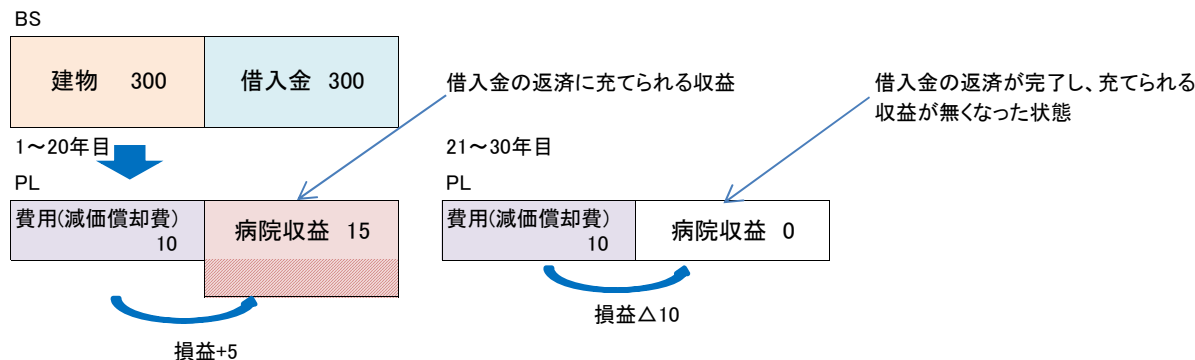 BS
建物　300
借入金 300
借入金の返済に充てられる収益
借入金の返済が完了し、充てられる
収益が無くなった状態
1～20年目
21～30年目
PL
PL
費用(減価償却費)
10
病院収益 15
費用(減価償却費)
10
病院収益 0
損益+5
損益△10